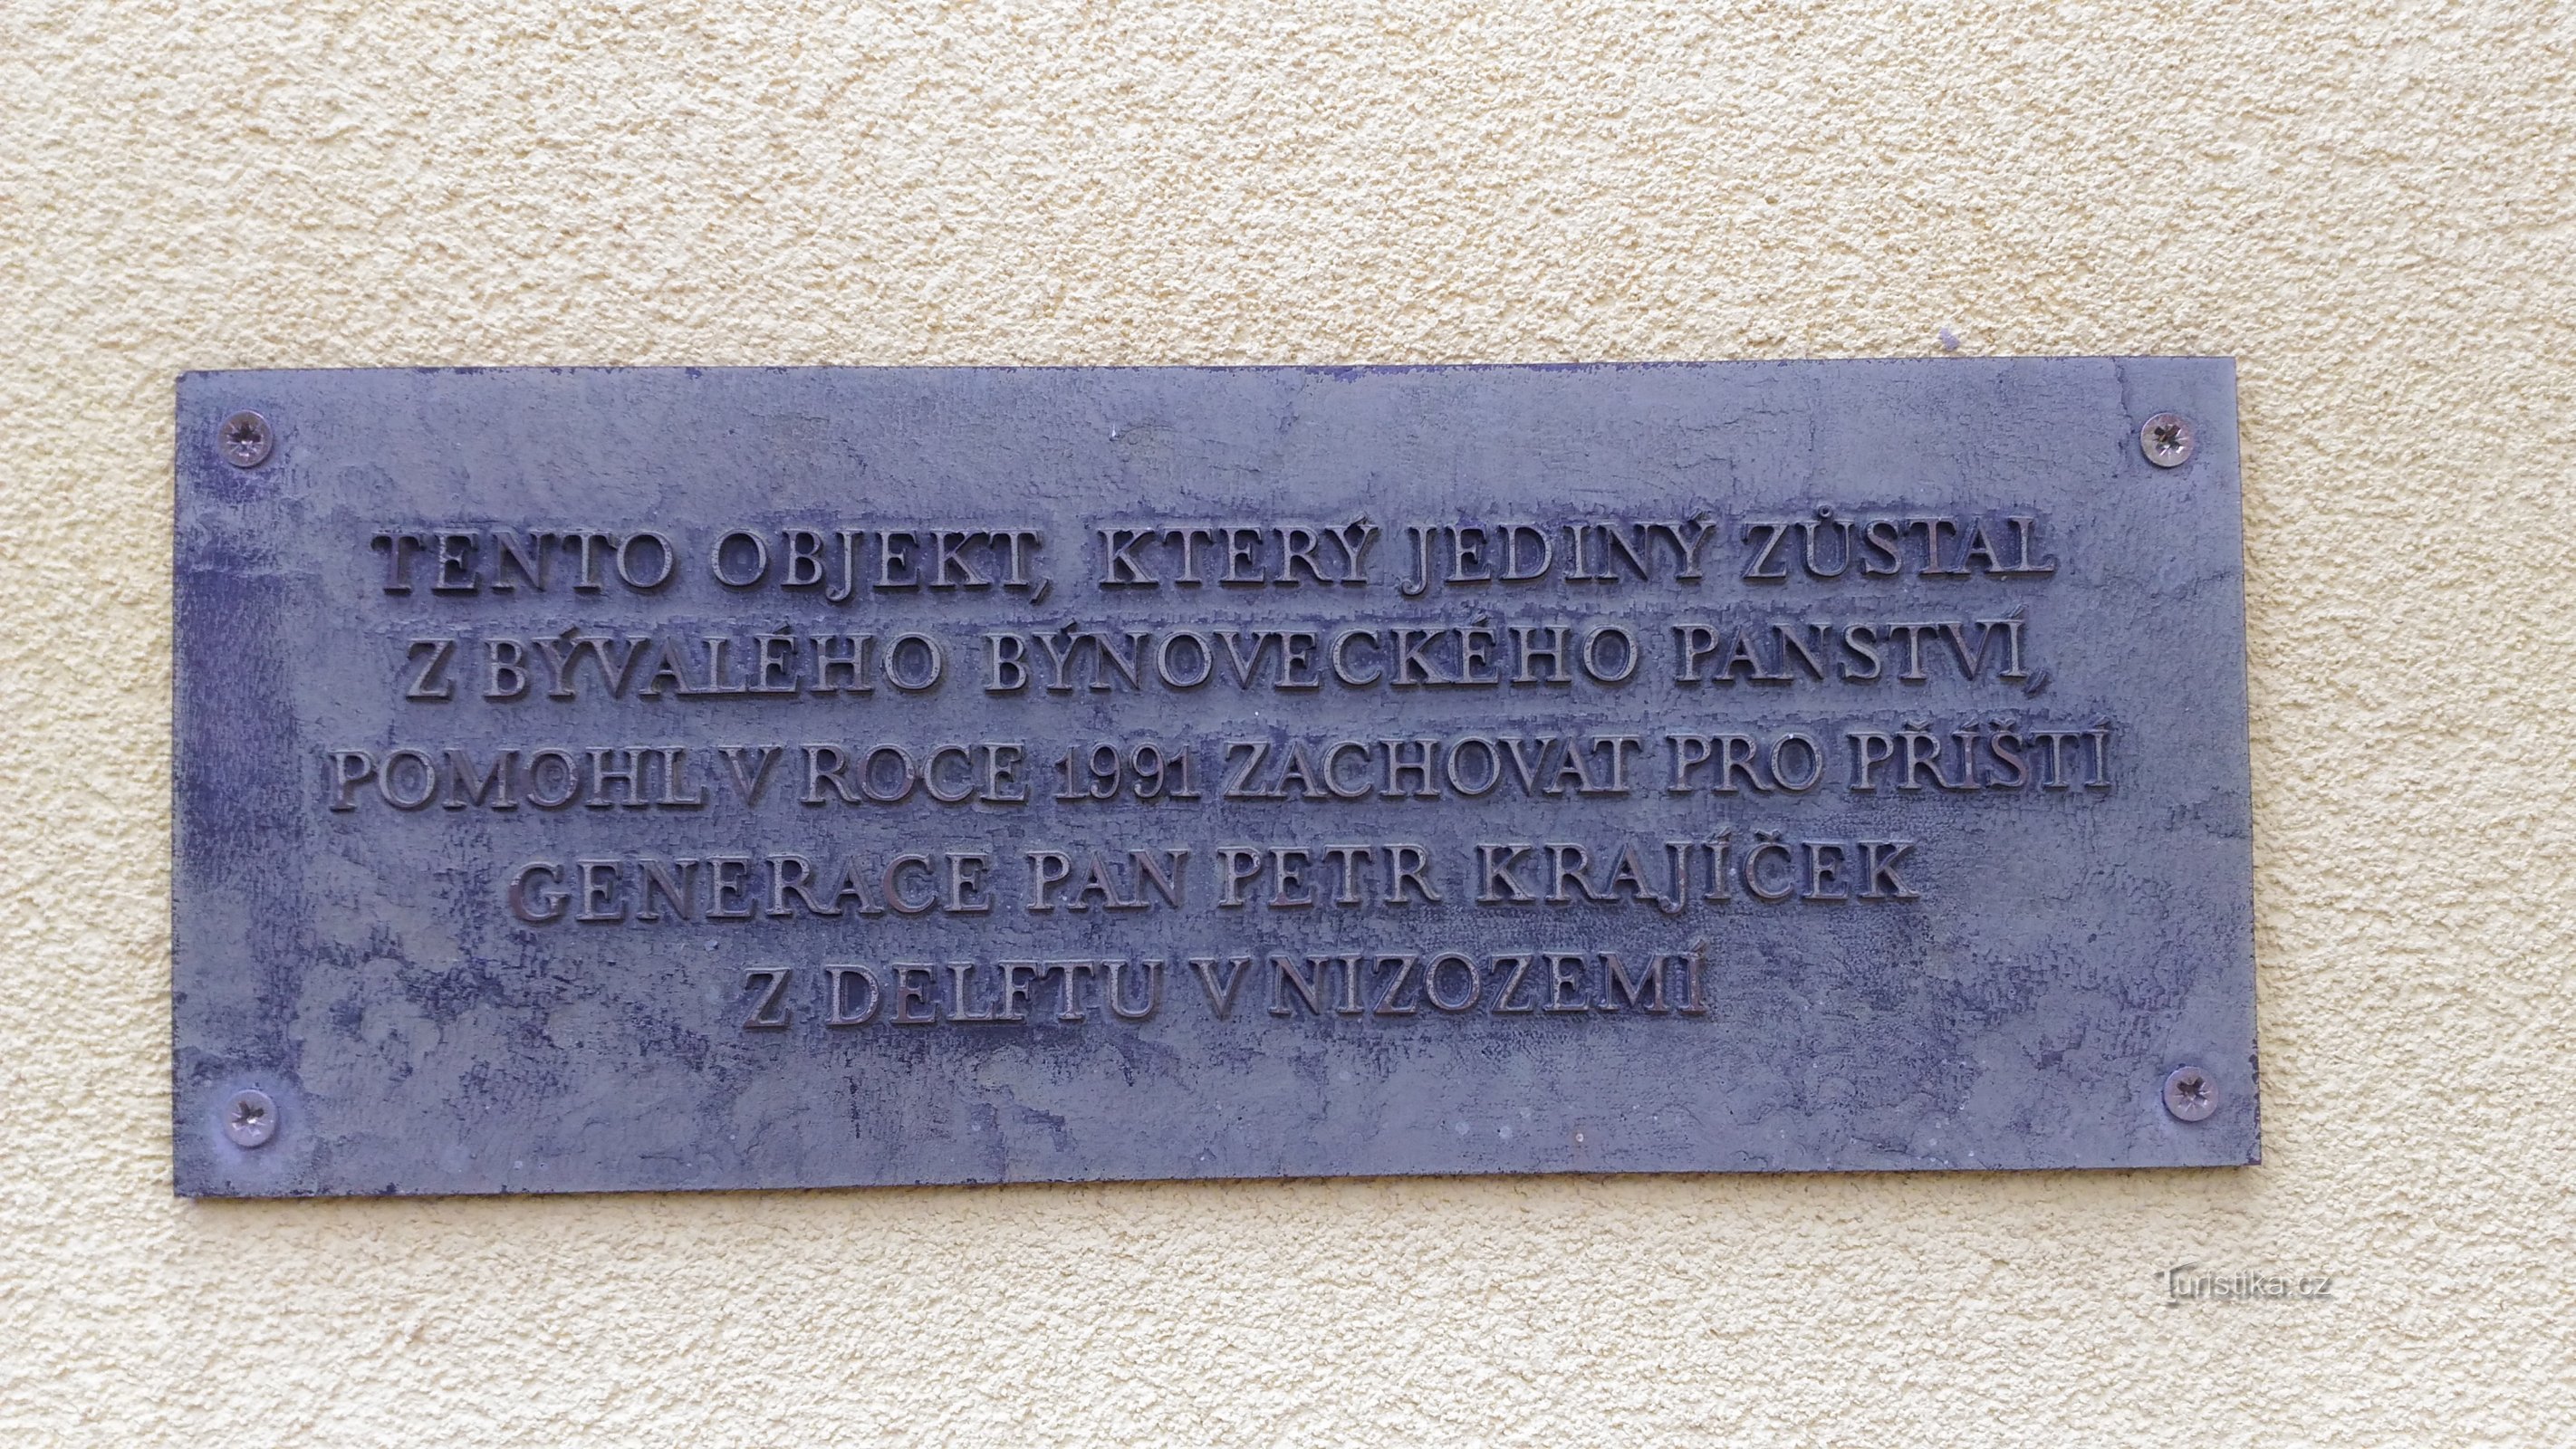 TENTO OBJEKT, KTERÝ JEDINÝ ZŮSTAL
Z BÝVALÉHO BÝNOVECKÉHO PANSTVÍ,
POMOHL V ROCE 1991 ZACHOVAT PRO PŘÍŠTÍ
GENERACE PAN PETR KRAJÍČEK
Z DELFTU V NIZOZEMÍ
Turistika.cz